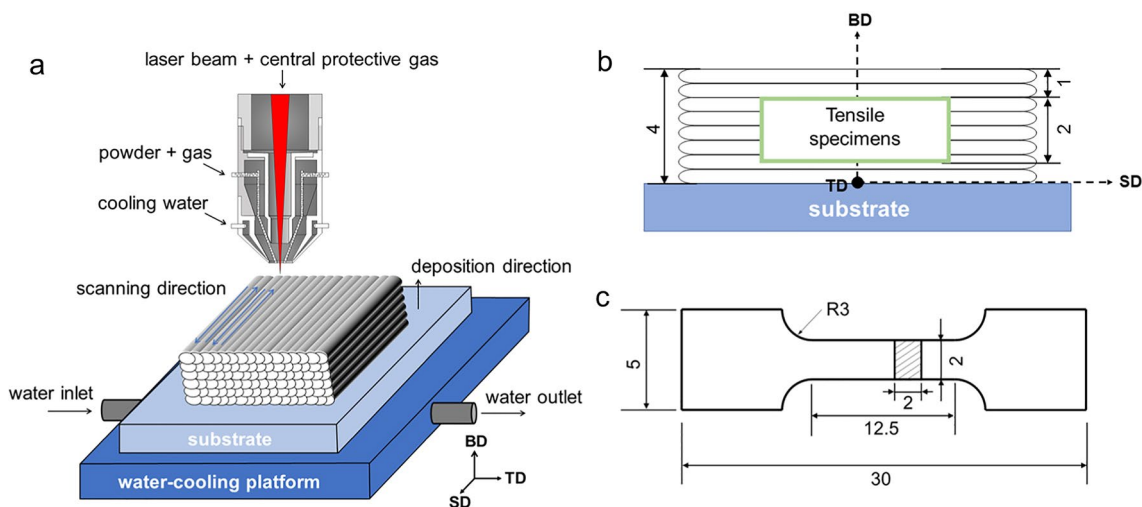 a
laser beam + central protective gas
powder + gas
cooling water
scanning direction
deposition direction
water inlet
water outlet
substrate
water-cooling platform
BD
TD
SD
b
BD
4
Tensile
specimens
1
2
TD
SD
substrate
c
R3
5
2
2
12.5
30